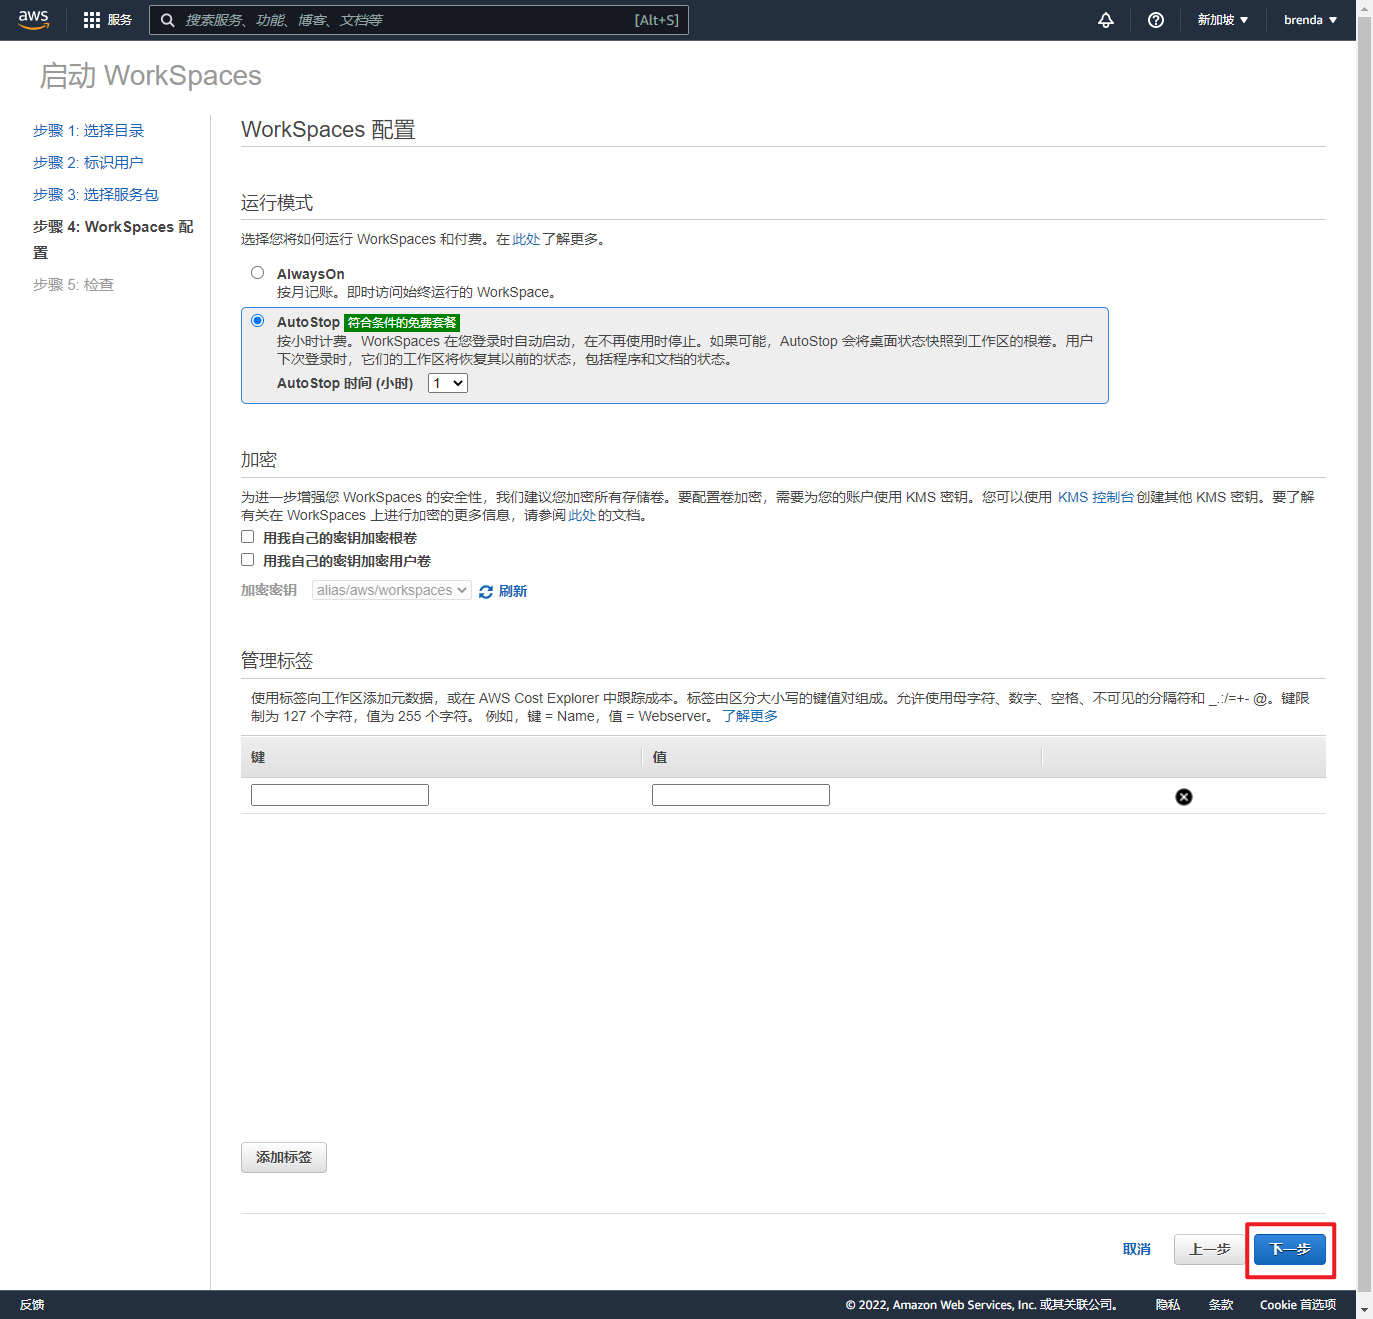 aws
服务
搜索服务、功能、博客、文档等
[Alt+S]
新加坡
brenda
启动 WorkSpaces
步骤 1: 选择目录
步骤 2: 标识用户
步骤 3: 选择服务包
步骤 4: WorkSpaces 配
置
步骤 5: 检查
WorkSpaces 配置
运行模式
选择您将如何运行 WorkSpaces 和付费。在 此处 了解更多。
AlwaysOn
按月记账。即时访问始终运行的 WorkSpace。
AutoStop 符合条件的免费套餐
按小时计费。WorkSpaces 在您登录时自动启动，在不再使用时停止。如果可能，AutoStop 会将桌面状态快照到工作区的根卷。用户
下次登录时，它们的工作区将恢复其以前的状态，包括程序和文档的状态。
AutoStop 时间 (小时) 1
加密
为进一步增强您 WorkSpaces 的安全性，我们建议您加密所有存储卷。要配置卷加密，需要为您的账户使用 KMS 密钥。您可以使用 KMS 控制台 创建其他 KMS 密钥。要了解
有关在 WorkSpaces 上进行加密的更多信息，请参阅 此处 的文档。
用我自己的密钥加密根卷
用我自己的密钥加密用户卷
加密密钥 alias/aws/workspaces 刷新
管理标签
使用标签向工作区添加元数据，或在 AWS Cost Explorer 中跟踪成本。标签由区分大小写的键值对组成。允许使用母字符、数字、空格、不可见的分隔符和 _.:/=+- @。键限
制为 127 个字符，值为 255 个字符。 例如，键 = Name，值 = Webserver。 了解更多
键 值
添加标签
取消 上一步 下一步
反馈
© 2022, Amazon Web Services, Inc. 或其关联公司。 隐私 条款 Cookie 首选项